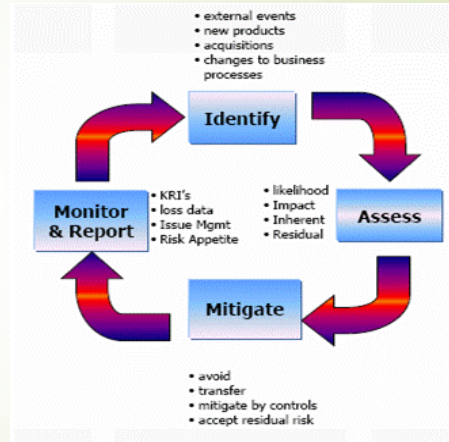 • external events
• new products
• acquisitions
• changes to business
processes
Identify
• likelihood
• Impact
• Inherent
• Residual
Assess
Mitigate
• avoid
• transfer
• mitigate by controls
• accept residual risk
Monitor
& Report
• KRI's
• loss data
• Issue Mgmt
• Risk Appetite